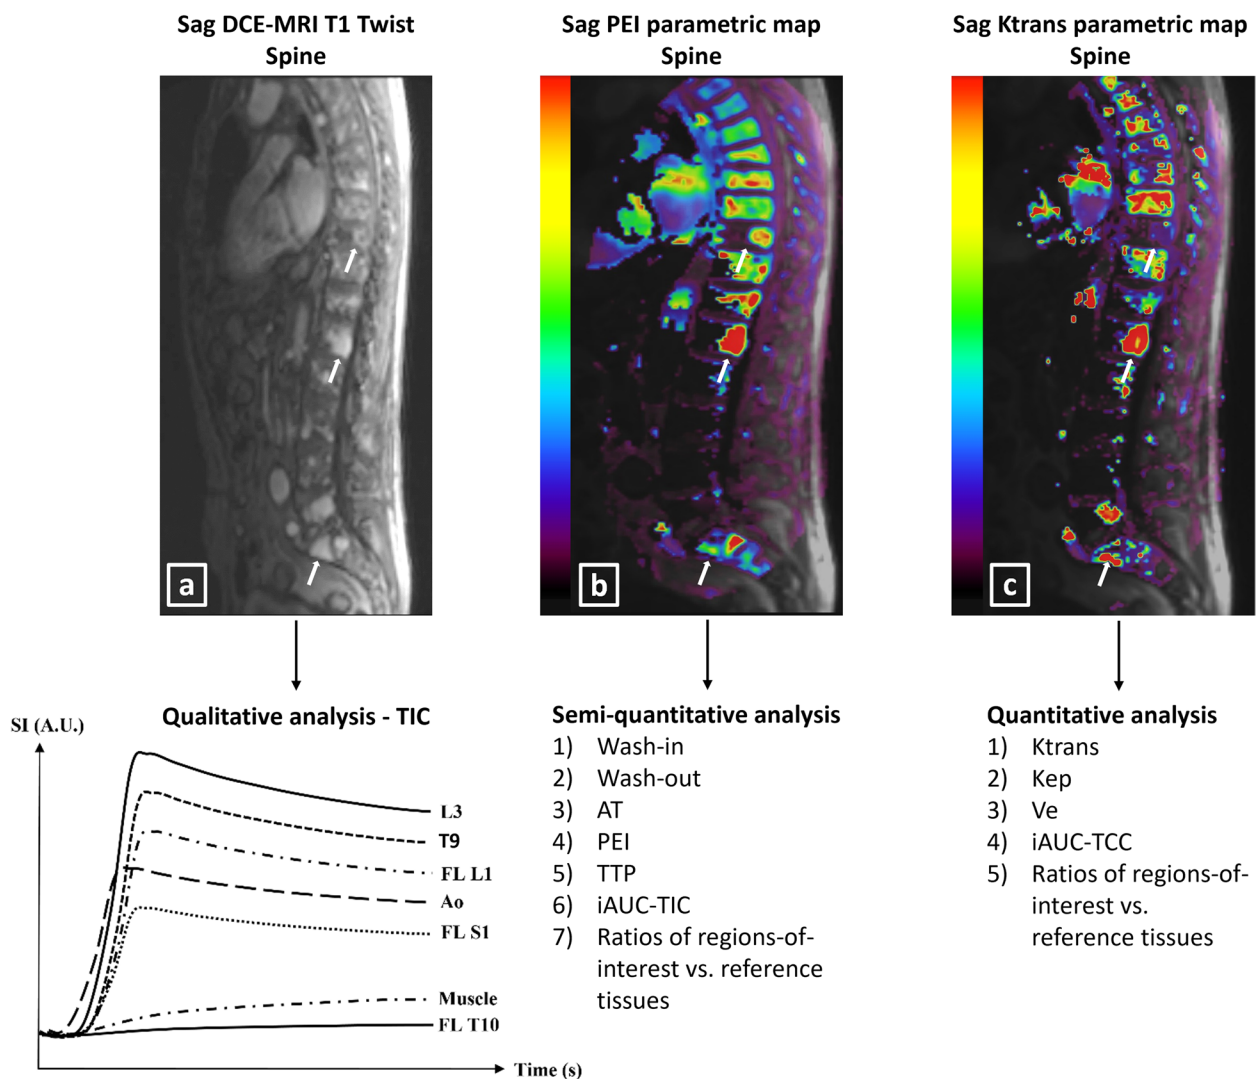 Sag DCE-MRI T1 Twist
Spine
Sag PEI parametric map
Spine
Sag Ktrans parametric map
Spine
a
b
c
Qualitative analysis - TIC
SI (A.U.)
L3
T9
FL L1
Ao
FL S1
Muscle
FL T10
Time (s)
Semi-quantitative analysis
1) Wash-in
2) Wash-out
3) AT
4) PEI
5) TTP
6) iAUC-TIC
7) Ratios of regions-of-
interest vs. reference
tissues
Quantitative analysis
1) Ktrans
2) Kep
3) Ve
4) iAUC-TCC
5) Ratios of regions-of-
interest vs.
reference tissues